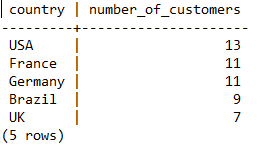 country | number_of_customers
---------+---------------------
USA | 13
France | 11
Germany | 11
Brazil | 9
UK | 7
(5 rows)